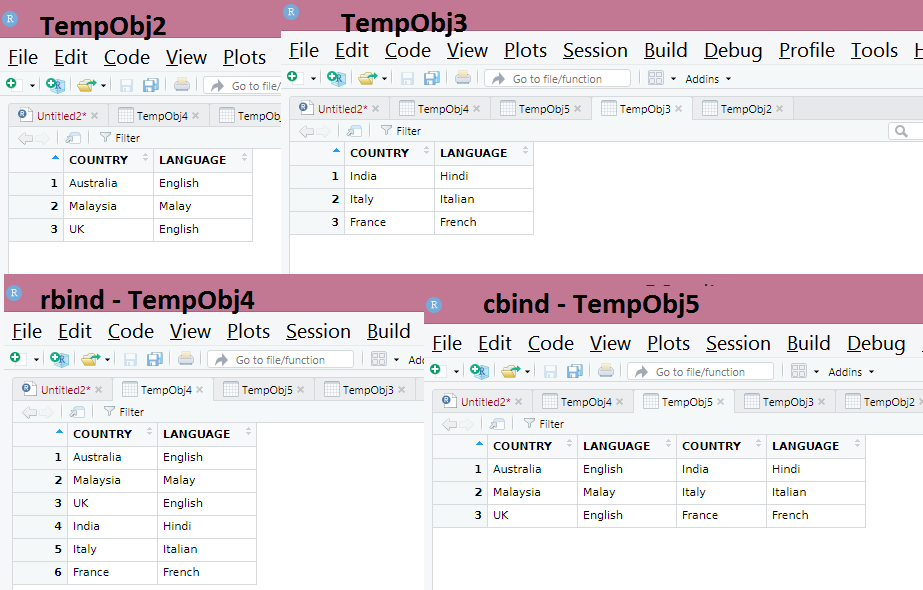 R TempObj2
File Edit Code View Plots
R Go to file/
R Untitled2* × TempObj4 × TempObj
Filter
COUNTRY LANGUAGE
1 Australia English
2 Malaysia Malay
3 UK English
R TempObj3
File Edit Code View Plots Session Build Debug Profile Tools H
R Go to file/function Addins
R Untitled2* × TempObj4 × TempObj5 × TempObj3 × TempObj2 ×
Filter
COUNTRY LANGUAGE
1 India Hindi
2 Italy Italian
3 France French
R rbind - TempObj4
File Edit Code View Plots Session Build
R Go to file/function Adc
R Untitled2* × TempObj4 × TempObj5 × TempObj3 ×
Filter
COUNTRY LANGUAGE
1 Australia English
2 Malaysia Malay
3 UK English
4 India Hindi
5 Italy Italian
6 France French
R cbind - TempObj5
File Edit Code View Plots Session Build Debug
R Go to file/function Addins
R Untitled2* × TempObj4 × TempObj5 × TempObj3 × TempObj2 ×
Filter
COUNTRY LANGUAGE COUNTRY LANGUAGE
1 Australia English India Hindi
2 Malaysia Malay Italy Italian
3 UK English France French